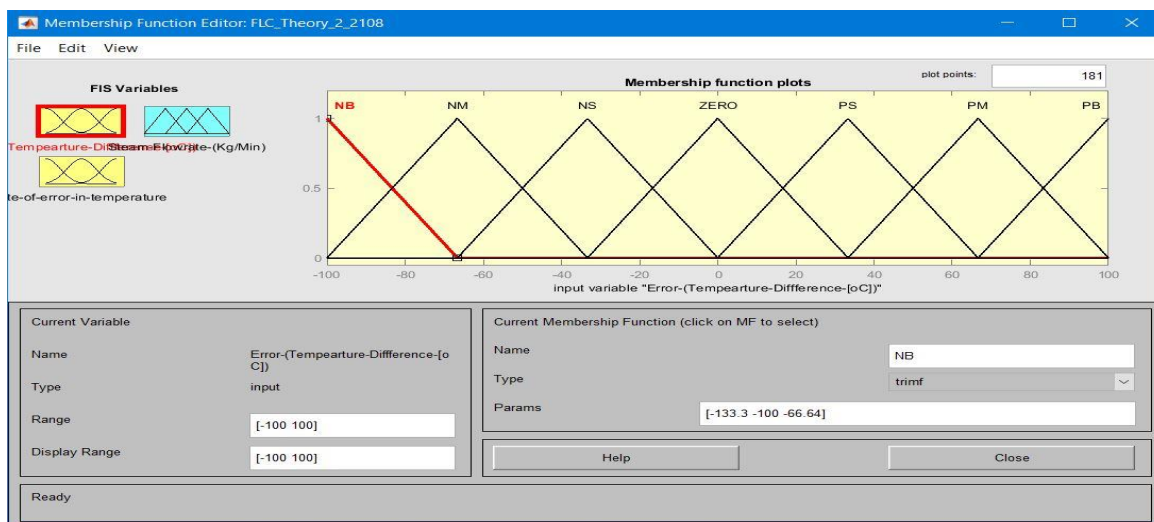 Membership Function Editor: FLC_Theory_2_2108
File Edit View
FIS Variables
Membership function plots
plot points:
181
NB NM NS ZERO PS PM PB
1
0.5
0
-100 -80 -60 -40 -20 0 20 40 60 80 100
input variable "Error-(Tempearture-Diffference-[oC])"
te-of-error-in-temperature
Current Variable
Name
Error-(Tempearture-Diffference-[o
C])
Type
input
Range
[-100 100]
Display Range
[-100 100]
Current Membership Function (click on MF to select)
Name
NB
Type
trimf
Params
[-133.3 -100 -66.64]
Help
Close
Ready